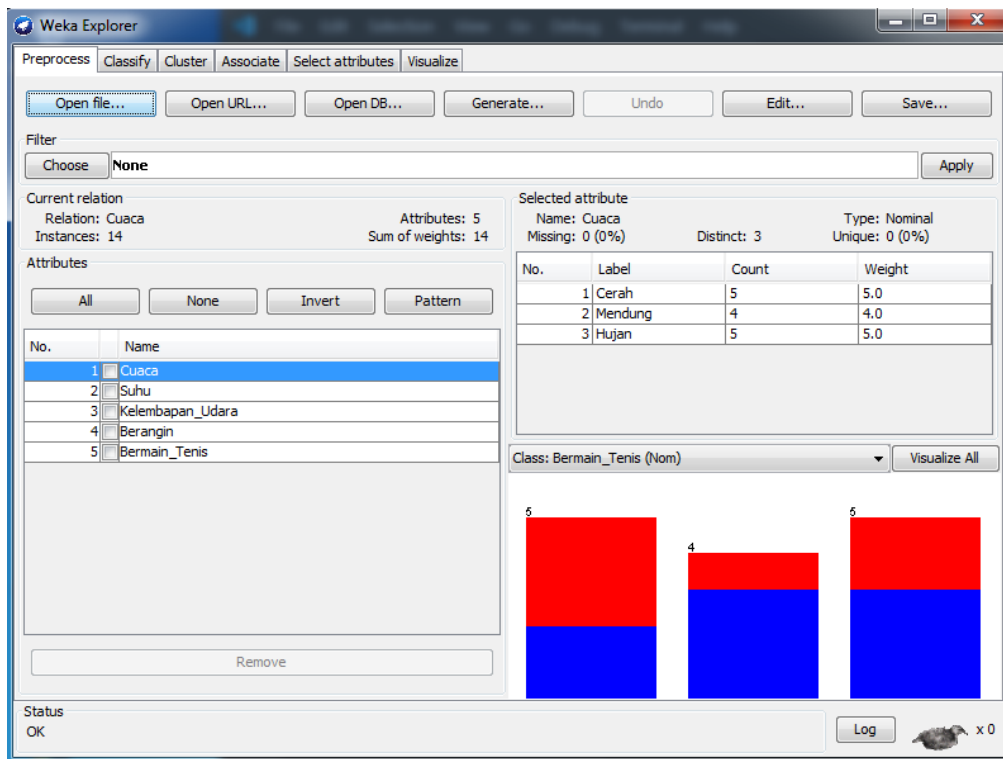 Weka Explorer
Preprocess Classify Cluster Associate Select attributes Visualize
Open file... Open URL... Open DB... Generate... Undo Edit... Save...
Filter
Choose None Apply
Current relation
Relation: Cuaca Attributes: 5
Instances: 14 Sum of weights: 14
Attributes
All None Invert Pattern
No. Name
1 Cuaca
2 Suhu
3 Kelembapan_Udara
4 Berangin
5 Bermain_Tenis
Remove
Selected attribute
Name: Cuaca Type: Nominal
Missing: 0 (0%) Distinct: 3 Unique: 0 (0%)
No. Label Count Weight
1 Cerah 5 5.0
2 Mendung 4 4.0
3 Hujan 5 5.0
Class: Bermain_Tenis (Nom) Visualize All
5 4 5
Status
OK Log x 0